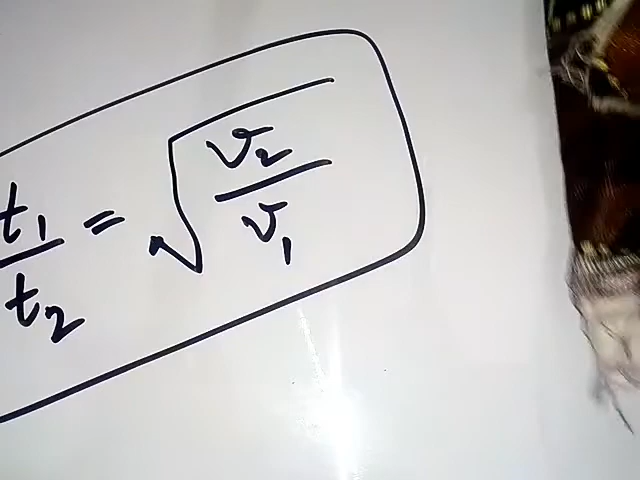 t₁/t₂ = √(v₂/v₁)